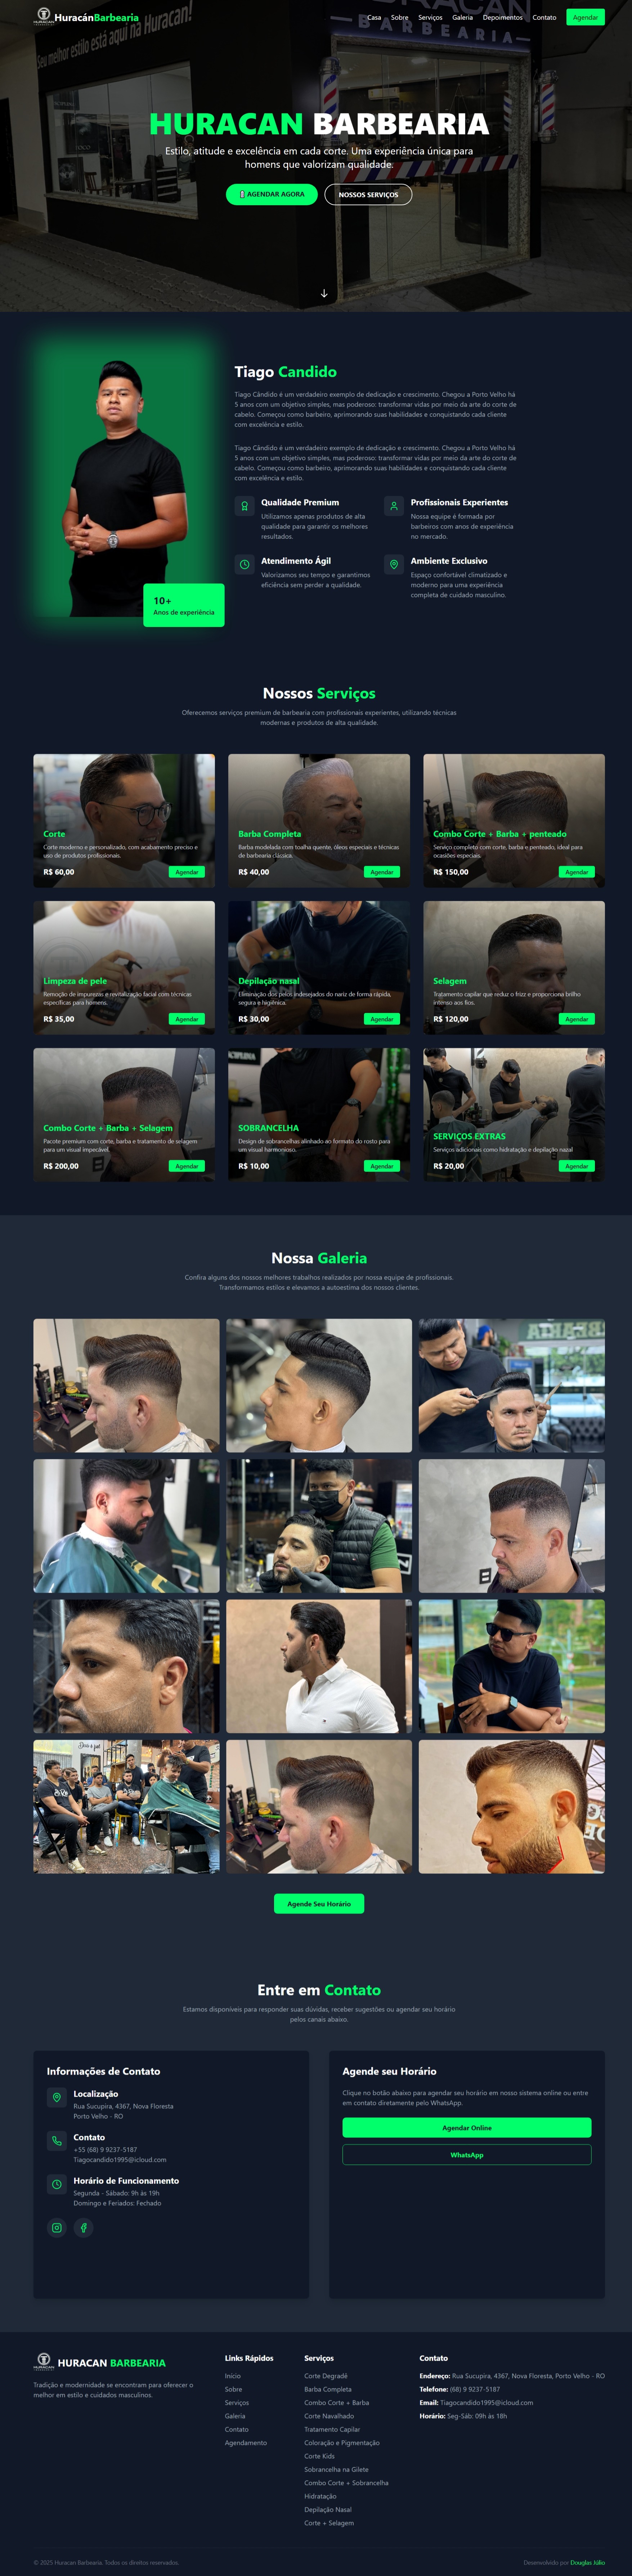 HURACAN
BARBEARIA
HuracánBarbearia
Casa
Sobre
Serviços
Galeria
Depoimentos
Contato
Agendar
Seu melhor estilo está aqui na Huracan!
HURACAN BARBEARIA
Estilo, atitude e excelência em cada corte. Uma experiência única para
homens que valorizam qualidade.
AGENDAR AGORA
NOSSOS SERVIÇOS
Tiago Candido
Tiago Cândido é um verdadeiro exemplo de dedicação e crescimento. Chegou a Porto Velho há
5 anos com um objetivo simples, mas poderoso: transformar vidas por meio da arte do corte de
cabelo. Começou como barbeiro, aprimorando suas habilidades e conquistando cada cliente
com excelência e estilo.
Tiago Cândido é um verdadeiro exemplo de dedicação e crescimento. Chegou a Porto Velho há
5 anos com um objetivo simples, mas poderoso: transformar vidas por meio da arte do corte de
cabelo. Começou como barbeiro, aprimorando suas habilidades e conquistando cada cliente
com excelência e estilo.
Qualidade Premium
Utilizamos apenas produtos de alta
qualidade para garantir os melhores
resultados.
Profissionais Experientes
Nossa equipe é formada por
barbeiros com anos de experiência
no mercado.
Atendimento Ágil
Valorizamos seu tempo e garantimos
eficiência sem perder a qualidade.
Ambiente Exclusivo
Espaço confortável climatizado e
moderno para uma experiência
completa de cuidado masculino.
10+
Anos de experiência
Nossos Serviços
Oferecemos serviços premium de barbearia com profissionais experientes, utilizando técnicas
modernas e produtos de alta qualidade.
Corte
Corte moderno e personalizado, com acabamento preciso e
uso de produtos profissionais.
R$ 60,00
Agendar
Barba Completa
Barba modelada com toalha quente, óleos especiais e técnicas
de barbearia clássica.
R$ 40,00
Agendar
Combo Corte + Barba + penteado
Serviço completo com corte, barba e penteado, ideal para
ocasiões especiais.
R$ 150,00
Agendar
Limpeza de pele
Remoção de impurezas e revitalização facial com técnicas
específicas para homens.
R$ 35,00
Agendar
Depilação nasal
Eliminação dos pelos indesejados do nariz de forma rápida,
segura e higiênica.
R$ 30,00
Agendar
Selagem
Tratamento capilar que reduz o frizz e proporciona brilho
intenso aos fios.
R$ 120,00
Agendar
Combo Corte + Barba + Selagem
Pacote premium com corte, barba e tratamento de selagem
para um visual impecável.
R$ 200,00
Agendar
SOBRANCELHA
Design de sobrancelhas alinhado ao formato do rosto para
um visual harmonioso.
R$ 10,00
Agendar
SERVIÇOS EXTRAS
Serviços adicionais como hidratação e depilação nasal
R$ 20,00
Agendar
Nossa Galeria
Confira alguns dos nossos melhores trabalhos realizados por nossa equipe de profissionais.
Transformamos estilos e elevamos a autoestima dos nossos clientes.
Agende Seu Horário
Entre em Contato
Estamos disponíveis para responder suas dúvidas, receber sugestões ou agendar seu horário
pelos canais abaixo.
Informações de Contato
Localização
Rua Sucupira, 4367, Nova Floresta
Porto Velho - RO
Contato
+55 (68) 9 9237-5187
Tiagocandido1995@icloud.com
Horário de Funcionamento
Segunda - Sábado: 9h às 19h
Domingo e Feriados: Fechado
Agende seu Horário
Clique no botão abaixo para agendar seu horário em nosso sistema online ou entre
em contato diretamente pelo WhatsApp.
Agendar Online
WhatsApp
HURACAN BARBEARIA
Tradição e modernidade se encontram para oferecer o
melhor em estilo e cuidados masculinos.
Links Rápidos
Início
Sobre
Serviços
Galeria
Contato
Agendamento
Serviços
Corte Degradê
Barba Completa
Combo Corte + Barba
Corte Navalhado
Tratamento Capilar
Coloração e Pigmentação
Corte Kids
Sobrancelha na Gilete
Combo Corte + Sobrancelha
Hidratação
Depilação Nasal
Corte + Selagem
Contato
Endereço: Rua Sucupira, 4367, Nova Floresta, Porto Velho - RO
Telefone: (68) 9 9237-5187
Email: Tiagocandido1995@icloud.com
Horário: Seg-Sáb: 09h às 18h
© 2025 Huracan Barbearia. Todos os direitos reservados.
Desenvolvido por Douglas Júlio